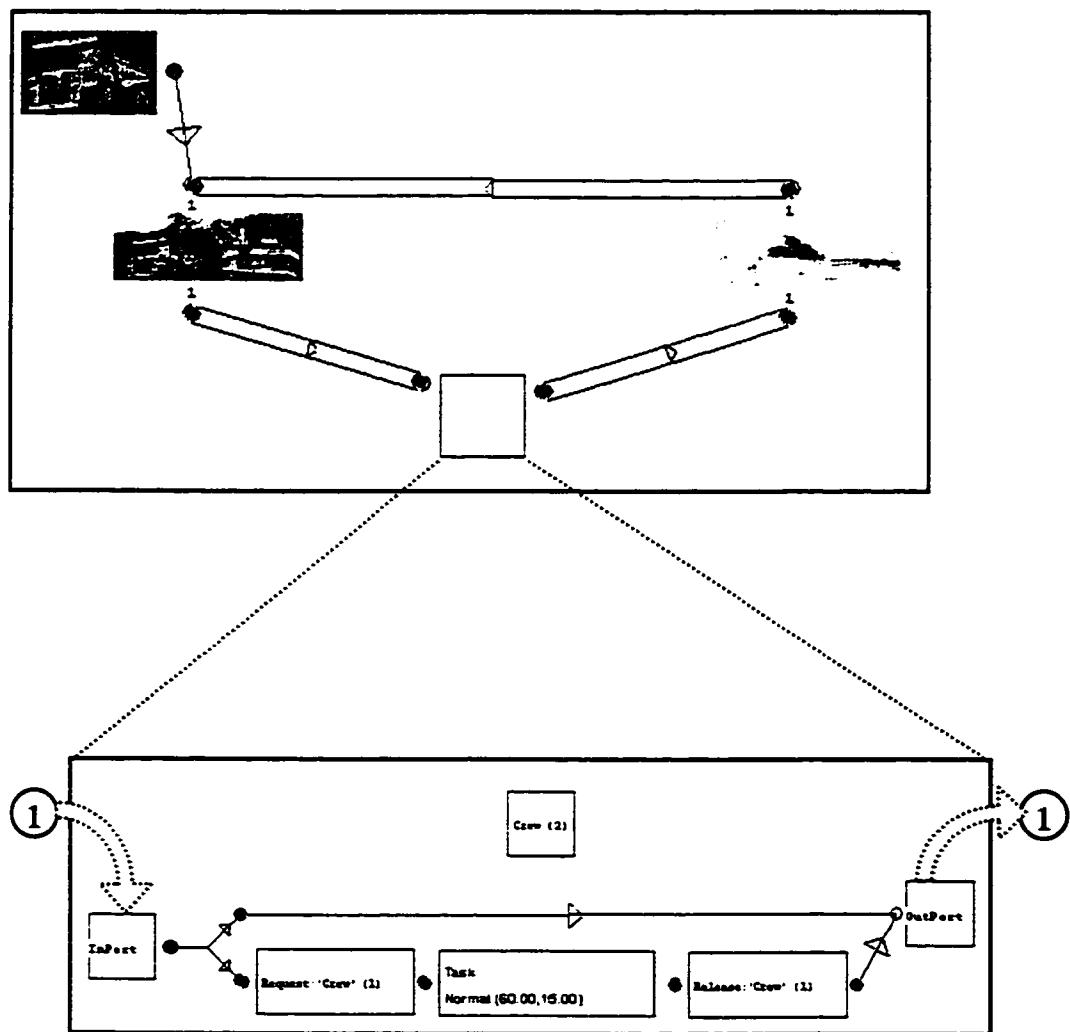 1
1
1
1
1
1
Crew (2)
InPort
OutPort
Request: 'Crew' (1)
Task
Normal (60.00,15.00)
Release: 'Crew' (1)